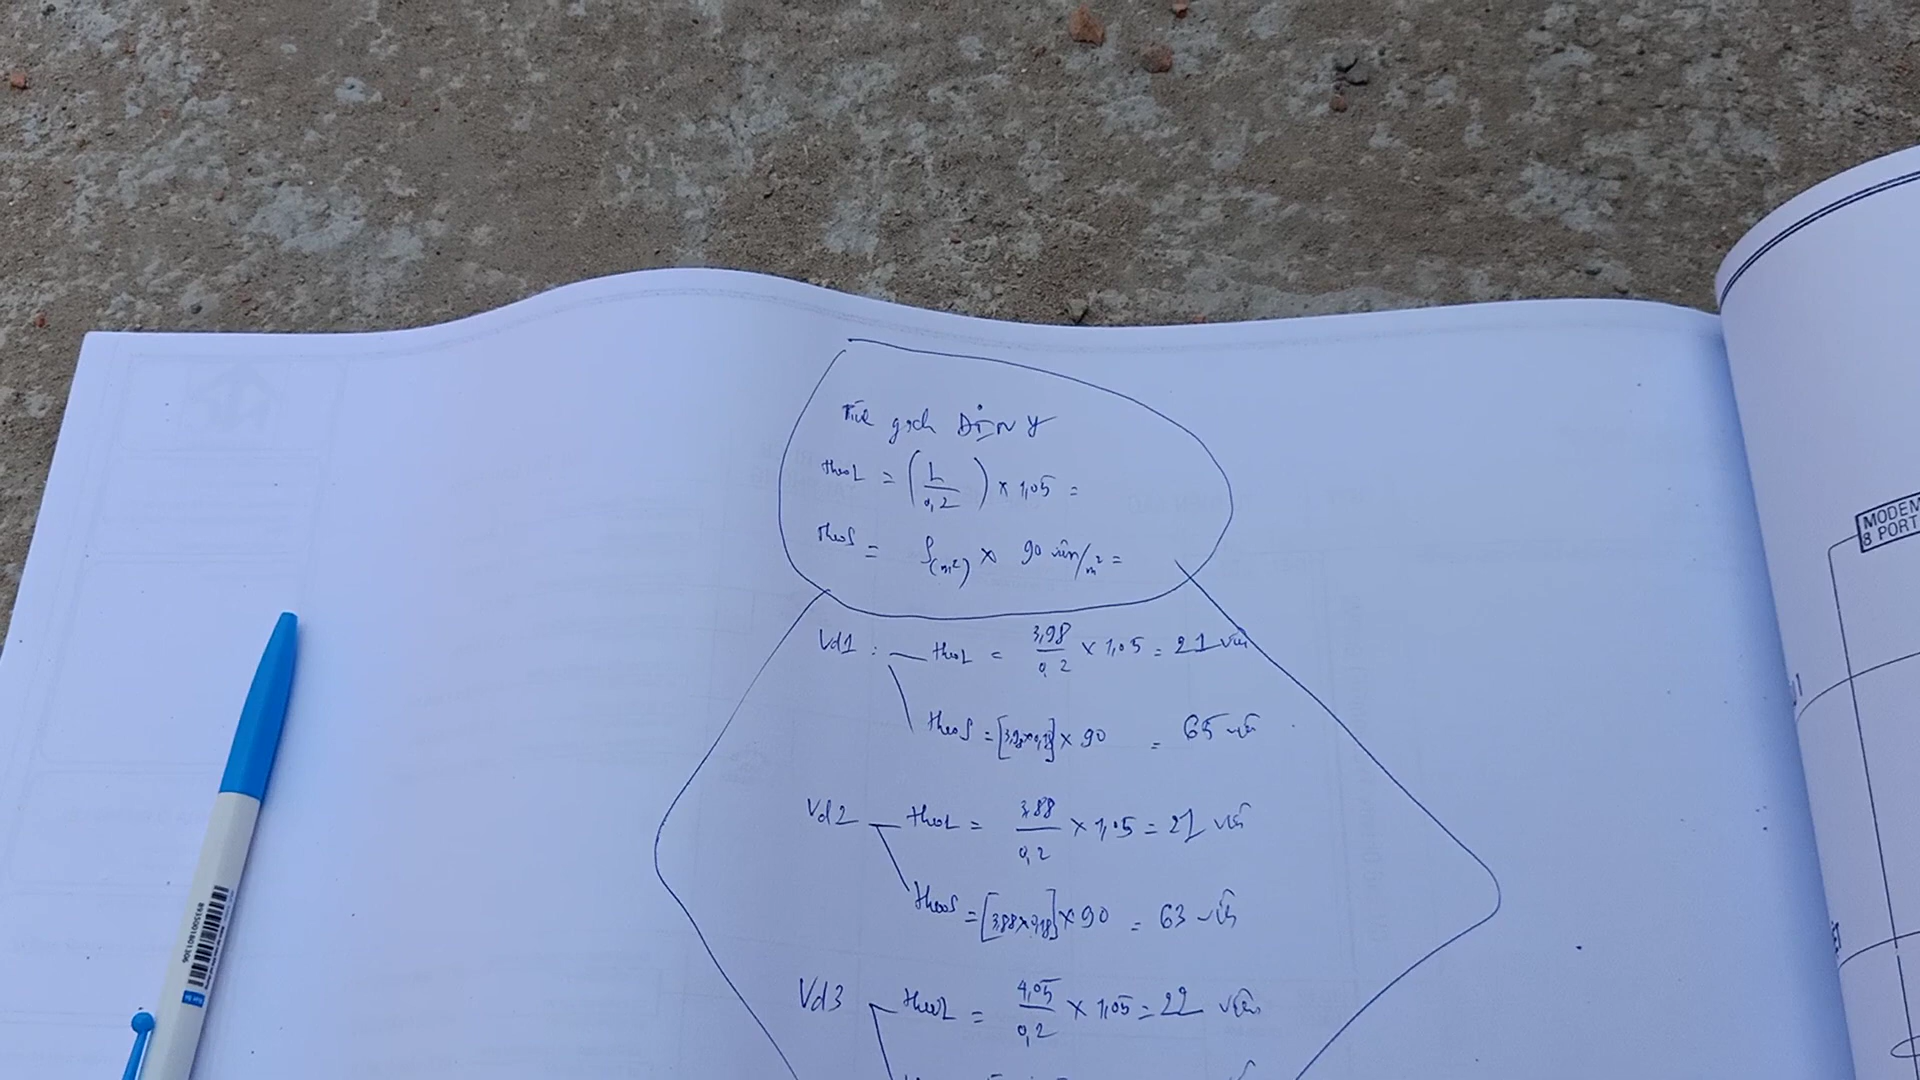 gạch ĐINH
theo L = (L / 0,2) × 1,05 =
theo S = S(m²) × 90 viên/m² =
Vd1 : theo L = 3,98 / 0,2 × 1,05 = 21 viên
theo S = [3,98×0,18] × 90 = 65 viên
Vd2 theo L = 3,88 / 0,2 × 1,05 = 21 viên
theo S = [3,88×0,18] × 90 = 63 viên
Vd3 theo L = 4,05 / 0,2 × 1,05 = 22 viên
MODEM
8 PORT
8935001801306